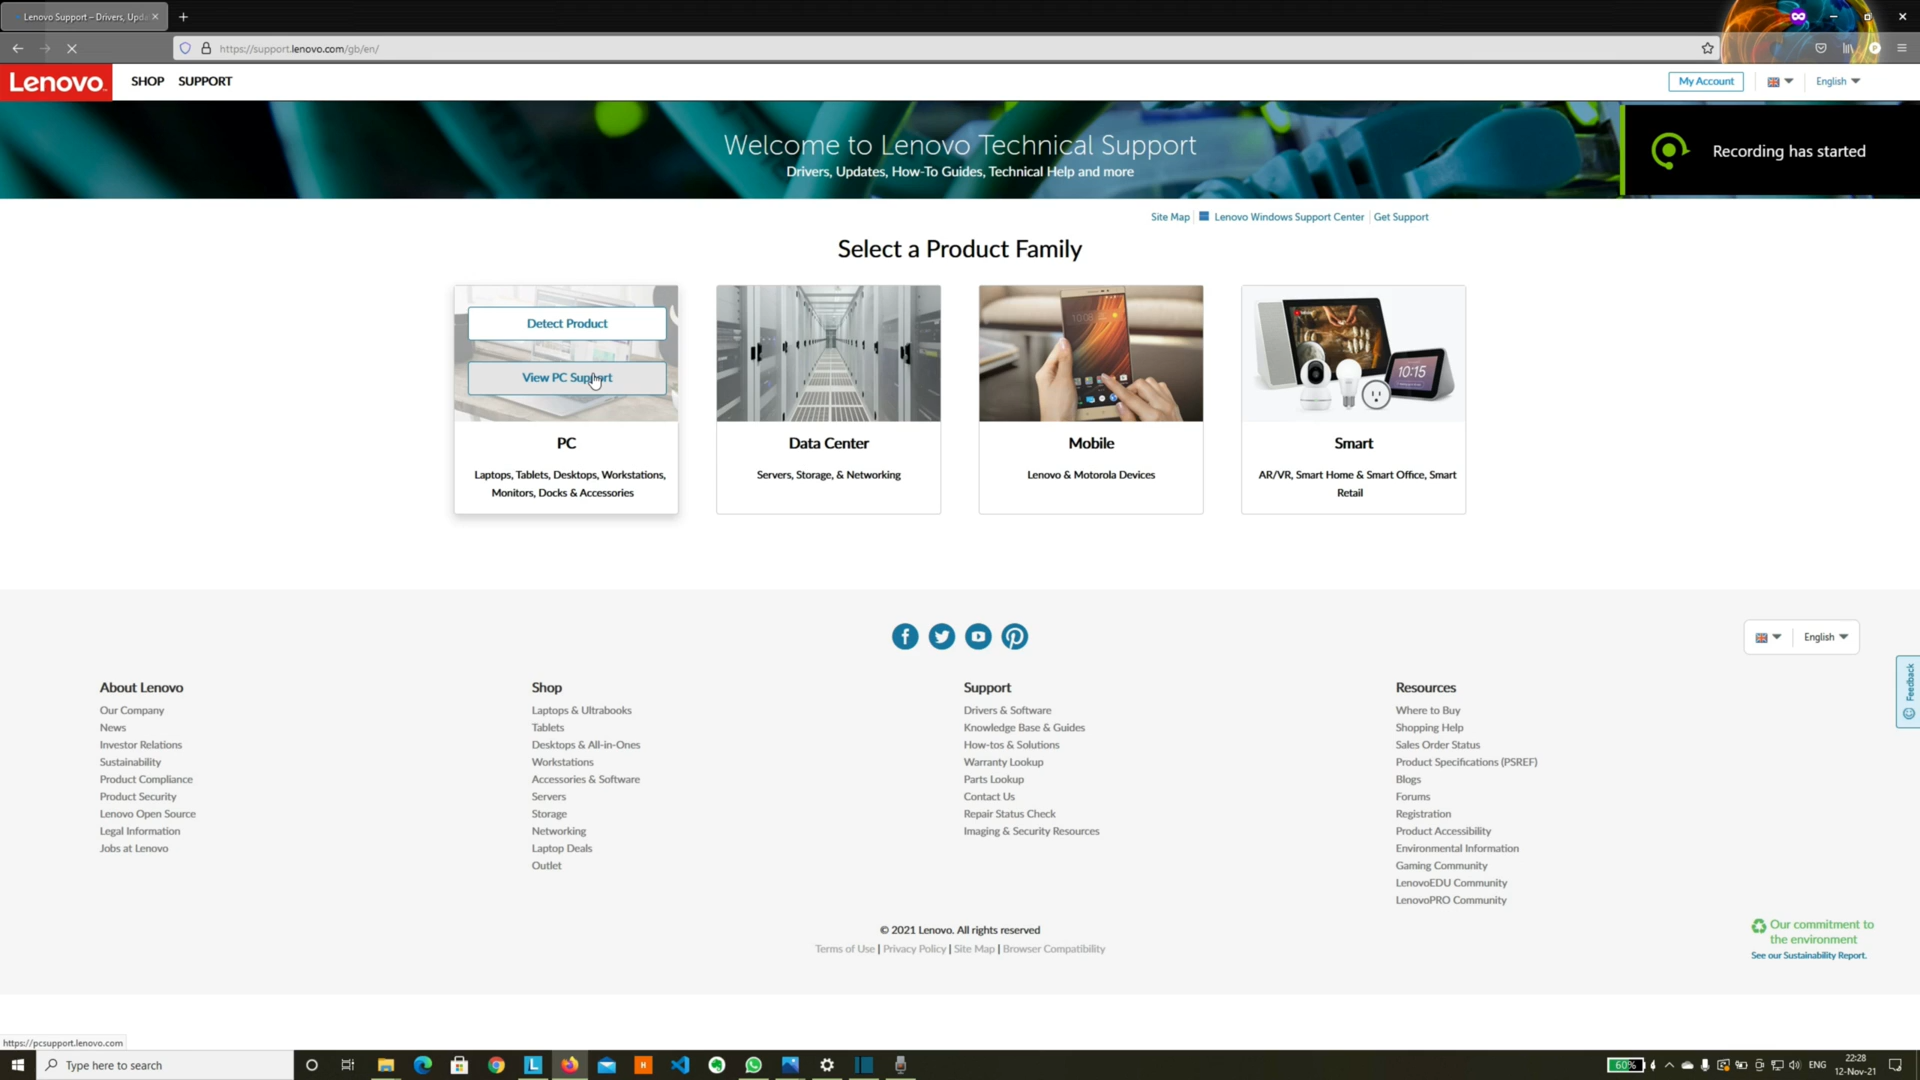 Lenovo Support – Drivers, Upda
https://support.lenovo.com/gb/en/
Lenovo
SHOP SUPPORT
My Account
English
Welcome to Lenovo Technical Support
Drivers, Updates, How-To Guides, Technical Help and more
Recording has started
Site Map Lenovo Windows Support Center Get Support
Select a Product Family
Detect Product
View PC Support
PC
Laptops, Tablets, Desktops, Workstations,
Monitors, Docks & Accessories
Data Center
Servers, Storage, & Networking
10:08
Mobile
Lenovo & Motorola Devices
10:15
Smart
AR/VR, Smart Home & Smart Office, Smart
Retail
English
Feedback
About Lenovo
Our Company
News
Investor Relations
Sustainability
Product Compliance
Product Security
Lenovo Open Source
Legal Information
Jobs at Lenovo
Shop
Laptops & Ultrabooks
Tablets
Desktops & All-in-Ones
Workstations
Accessories & Software
Servers
Storage
Networking
Laptop Deals
Outlet
Support
Drivers & Software
Knowledge Base & Guides
How-tos & Solutions
Warranty Lookup
Parts Lookup
Contact Us
Repair Status Check
Imaging & Security Resources
Resources
Where to Buy
Shopping Help
Sales Order Status
Product Specifications (PSREF)
Blogs
Forums
Registration
Product Accessibility
Environmental Information
Gaming Community
LenovoEDU Community
LenovoPRO Community
© 2021 Lenovo. All rights reserved
Terms of Use | Privacy Policy | Site Map | Browser Compatibility
Our commitment to
the environment
See our Sustainability Report.
https://pcsupport.lenovo.com
Type here to search
60%
ENG
22:28
12-Nov-21